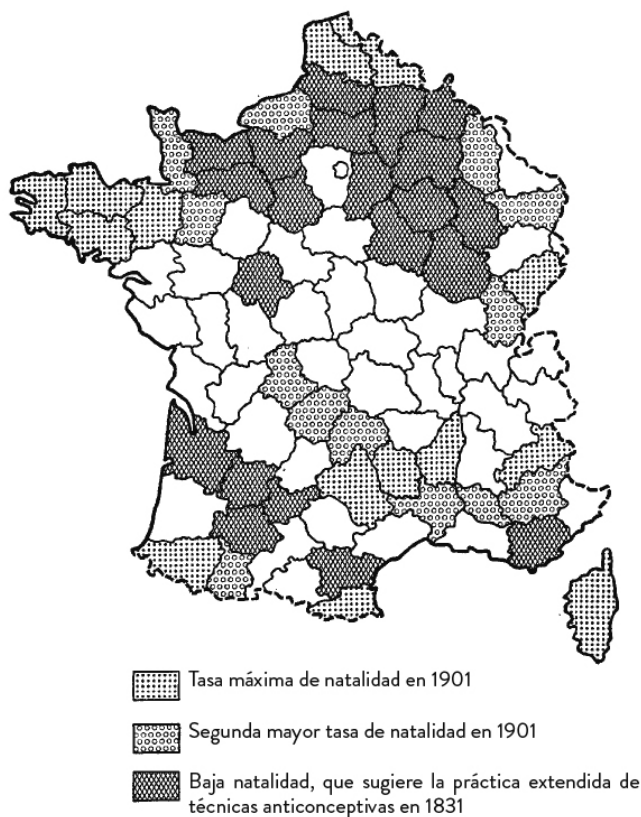 Tasa máxima de natalidad en 1901
Segunda mayor tasa de natalidad en 1901
Baja natalidad, que sugiere la práctica extendida de
técnicas anticonceptivas en 1831